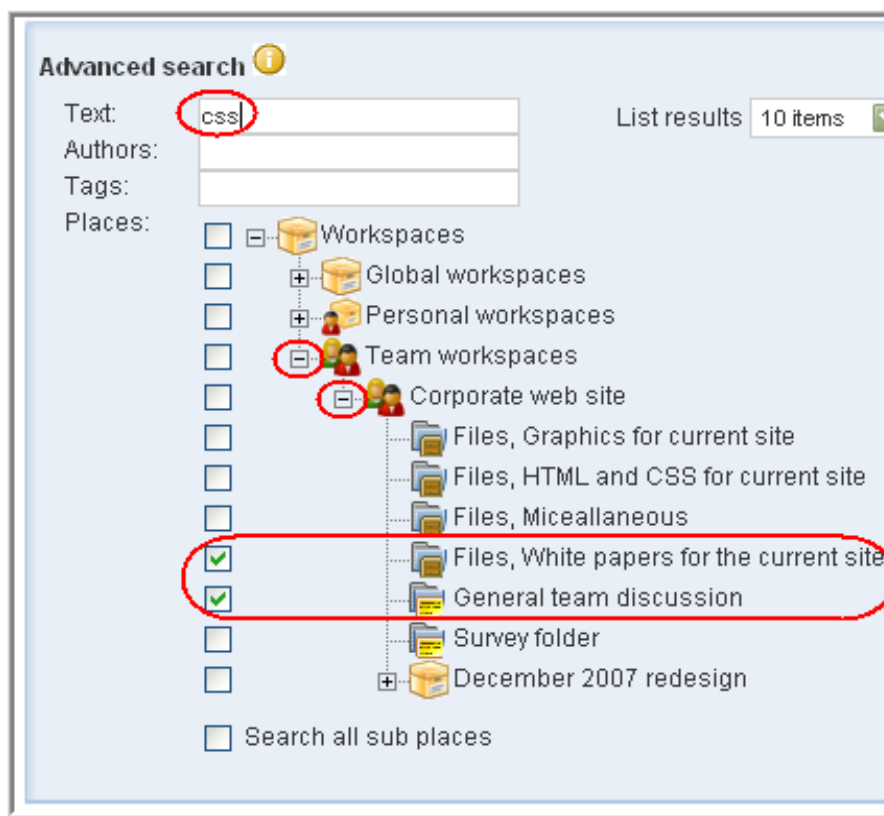 Advanced search
Text: css List results 10 items
Authors:
Tags:
Places:
Workspaces
Global workspaces
Personal workspaces
Team workspaces
Corporate web site
Files, Graphics for current site
Files, HTML and CSS for current site
Files, Miceallaneous
Files, White papers for the current site
General team discussion
Survey folder
December 2007 redesign
Search all sub places